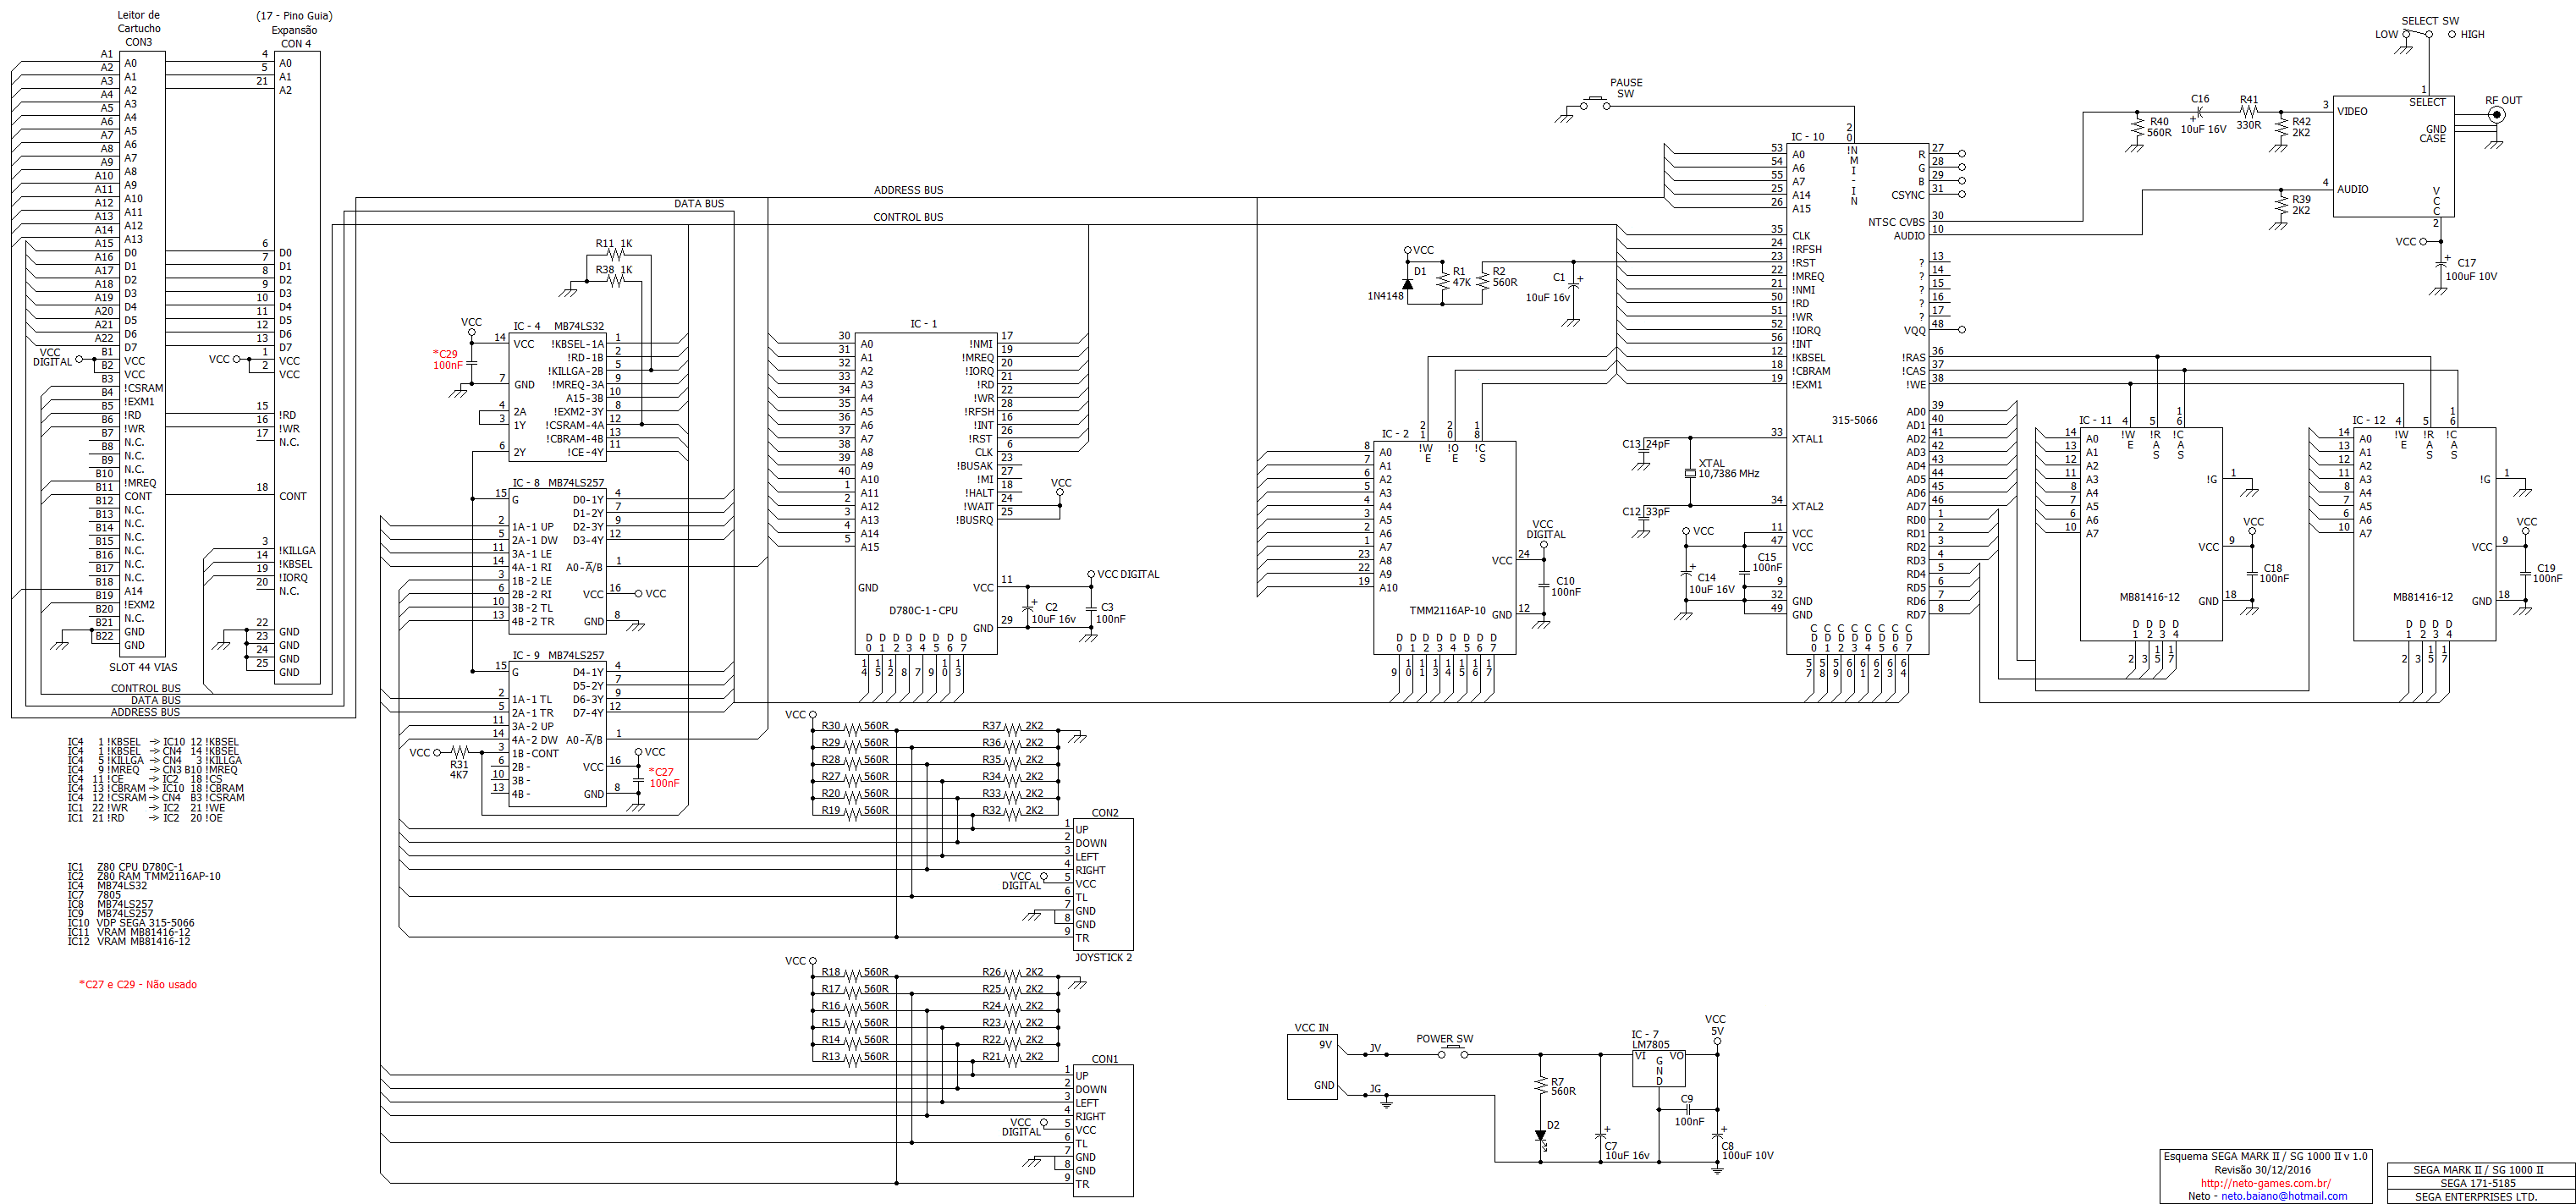 Leitor de
Cartucho
CON3
(17 - Pino Guia)
Expansão
CON 4
A1 A0
A2 A1
A3 A2
A4 A3
A5 A4
A6 A5
A7 A6
A8 A7
A9 A8
A10 A9
A11 A10
A12 A11
A13 A12
A14 A13
A15 D0
A16 D1
A17 D2
A18 D3
A19 D4
A20 D5
A21 D6
A22 D7
VCC
DIGITAL
B1 VCC
B2 VCC
B3 !CSRAM
B4 !EXM1
B5 !RD
B6 !WR
B7 N.C.
B8 N.C.
B9 N.C.
B10 !MREQ
B11 CONT
B12 N.C.
B13 N.C.
B14 N.C.
B15 N.C.
B16 N.C.
B17 N.C.
B18 A14
B19 !EXM2
B20 N.C.
B21 GND
B22 GND
SLOT 44 VIAS
4 A0
5 A1
21 A2
6 D0
7 D1
8 D2
9 D3
10 D4
11 D5
12 D6
13 D7
VCC
1 VCC
2 VCC
15 !RD
16 !WR
17 N.C.
18 CONT
3 !KILLGA
14 !KBSEL
19 !IORQ
20 N.C.
22 GND
23 GND
24 GND
25 GND
CONTROL BUS
DATA BUS
ADDRESS BUS
ADDRESS BUS
DATA BUS
CONTROL BUS
IC4 1 !KBSEL -> IC10 12 !KBSEL
IC4 1 !KBSEL -> CN4 14 !KBSEL
IC4 5 !KILLGA -> CN4 3 !KILLGA
IC4 9 !MREQ -> CN3 B10 !MREQ
IC4 11 !CE -> IC2 18 !CS
IC4 13 !CBRAM -> IC10 18 !CBRAM
IC4 12 !CSRAM -> CN4 B3 !CSRAM
IC1 22 !WR -> IC2 21 !WE
IC1 21 !RD -> IC2 20 !OE
IC1 Z80 CPU D780C-1
IC2 Z80 RAM TMM2116AP-10
IC4 MB74LS32
IC7 7805
IC8 MB74LS257
IC9 MB74LS257
IC10 VDP SEGA 315-5066
IC11 VRAM MB81416-12
IC12 VRAM MB81416-12
*C27 e C29 - Não usado
R11 1K
R38 1K
VCC
*C29
100nF
IC - 4 MB74LS32
14 VCC !KBSEL-1A 1
!RD-1B 2
!KILLGA-2B 5
7 GND !MREQ-3A 9
A15-3B 10
4 2A !EXM2-3Y 8
3 1Y !CSRAM-4A 12
!CBRAM-4B 13
6 2Y !CE-4Y 11
IC - 8 MB74LS257
15 G D0-1Y 4
D1-2Y 7
2 1A-1 UP D2-3Y 9
5 2A-1 DW D3-4Y 12
11 3A-1 LE
14 4A-1 RI A0-A/B 1
3 1B-2 LE
6 2B-2 RI VCC 16 VCC
10 3B-2 TL
13 4B-2 TR GND 8
IC - 9 MB74LS257
15 G D4-1Y 4
D5-2Y 7
2 1A-1 TL D6-3Y 9
5 2A-1 TR D7-4Y 12
11 3A-2 UP
14 4A-2 DW A0-A/B 1
3 1B-CONT
6 2B- VCC 16
10 3B-
13 4B- GND 8
VCC
R31
4K7
VCC
*C27
100nF
IC - 1
30 A0 !NMI 17
31 A1 !MREQ 19
32 A2 !IORQ 20
33 A3 !RD 21
34 A4 !WR 22
35 A5 !RFSH 28
36 A6 !INT 16
37 A7 !RST 26
38 A8 CLK 6
39 A9 !BUSAK 23
40 A10 !MI 27
1 A11 !HALT 18
2 A12 !WAIT 24
3 A13 !BUSRQ 25
4 A14
5 A15
VCC
GND VCC 11
VCC DIGITAL
D780C-1 - CPU
GND 29
C2
10uF 16v
C3
100nF
D0 D1 D2 D3 D4 D5 D6 D7
14 15 12 8 7 9 10 13
VCC
R30 560R R37 2K2
R29 560R R36 2K2
R28 560R R35 2K2
R27 560R R34 2K2
R20 560R R33 2K2
R19 560R R32 2K2
CON2
1 UP
2 DOWN
3 LEFT
4 RIGHT
VCC
DIGITAL
5 VCC
6 TL
7 GND
8 GND
9 TR
JOYSTICK 2
VCC
R18 560R R26 2K2
R17 560R R25 2K2
R16 560R R24 2K2
R15 560R R23 2K2
R14 560R R22 2K2
R13 560R R21 2K2
CON1
1 UP
2 DOWN
3 LEFT
4 RIGHT
VCC
DIGITAL
5 VCC
6 TL
7 GND
8 GND
9 TR
VCC
D1
1N4148
R1
47K
R2
560R
C1
10uF 16v
IC - 2
21 20 18
!WE !OE !CS
8 A0
7 A1
6 A2
5 A3
4 A4
3 A5
2 A6
1 A7
23 A8
22 A9
19 A10
VCC
DIGITAL
VCC 24
C10
100nF
TMM2116AP-10
GND 12
D0 D1 D2 D3 D4 D5 D6 D7
9 10 11 13 14 15 16 17
PAUSE
SW
IC - 10
20
!NMI-IN
53 A0
54 A6
55 A7
25 A14
26 A15
35 CLK
24 !RFSH
23 !RST
22 !MREQ
21 !NMI
50 !RD
51 !WR
52 !IORQ
56 !INT
12 !KBSEL
18 !CBRAM
19 !EXM1
315-5066
33 XTAL1
34 XTAL2
11 VCC
47 VCC
9
32 GND
49 GND
C13 24pF
XTAL
10,7386 MHz
C12 33pF
VCC
C14
10uF 16V
C15
100nF
R 27
G 28
B 29
CSYNC 31
NTSC CVBS 30
AUDIO 10
? 13
? 14
? 15
? 16
? 17
VQQ 48
!RAS 36
!CAS 37
!WE 38
AD0 39
AD1 40
AD2 41
AD3 42
AD4 43
AD5 44
AD6 45
AD7 46
RD0 1
RD1 2
RD2 3
RD3 4
RD4 5
RD5 6
RD6 7
RD7 8
CD0 CD1 CD2 CD3 CD4 CD5 CD6 CD7
57 58 59 60 61 62 63 64
SELECT SW
LOW HIGH
1
SELECT
RF OUT
3 VIDEO
GND
CASE
4 AUDIO
VCC
2
VCC
C17
100uF 10V
R40
560R
C16
10uF 16V
R41
330R
R42
2K2
R39
2K2
IC - 11
4 5 16
!WE !RAS !CAS
14 A0
13 A1
12 A2
11 A3
8 A4
7 A5
6 A6
10 A7
!G 1
VCC
VCC 9
C18
100nF
MB81416-12
GND 18
D1 D2 D3 D4
2 3 15 17
IC - 12
4 5 16
!WE !RAS !CAS
14 A0
13 A1
12 A2
11 A3
8 A4
7 A5
6 A6
10 A7
!G 1
VCC
VCC 9
C19
100nF
MB81416-12
GND 18
D1 D2 D3 D4
2 3 15 17
VCC IN
9V
GND
JV
JG
POWER SW
R7
560R
D2
C7
10uF 16v
IC - 7
LM7805
VI VO
GND
VCC
5V
C9
100nF
C8
100uF 10V
Esquema SEGA MARK II / SG 1000 II v 1.0
Revisão 30/12/2016
http://neto-games.com.br/
Neto - neto.baiano@hotmail.com
SEGA MARK II / SG 1000 II
SEGA 171-5185
SEGA ENTERPRISES LTD.